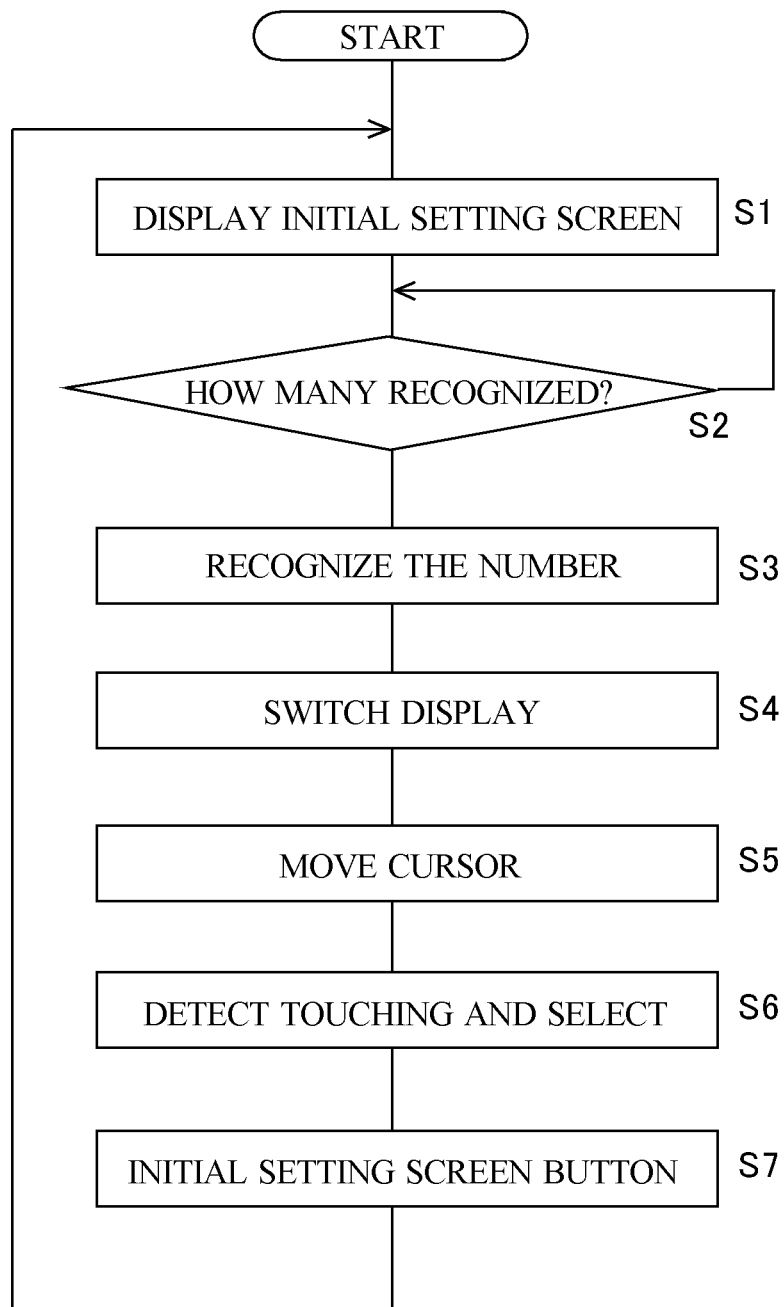 START
DISPLAY INITIAL SETTING SCREEN
S1
HOW MANY RECOGNIZED?
S2
RECOGNIZE THE NUMBER
S3
SWITCH DISPLAY
S4
MOVE CURSOR
S5
DETECT TOUCHING AND SELECT
S6
INITIAL SETTING SCREEN BUTTON
S7